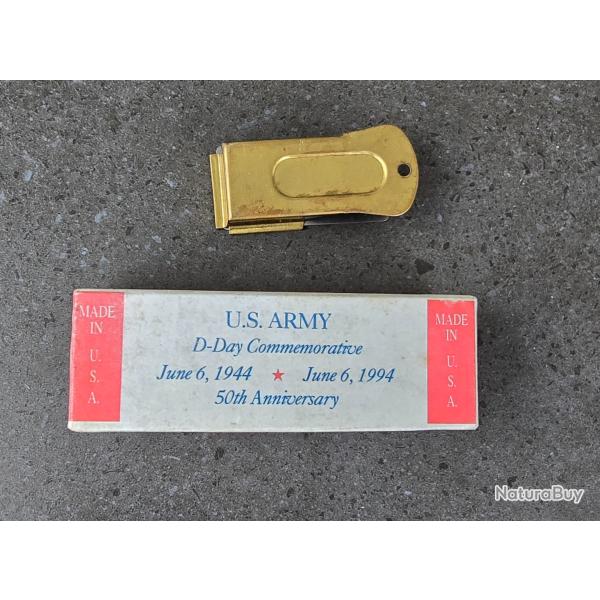 MADE
IN
U.
S.
A.
U.S. ARMY
D-Day Commemorative
June 6, 1944 ★ June 6, 1994
50th Anniversary
MADE
IN
U.
S.
A.
NaturaBuy